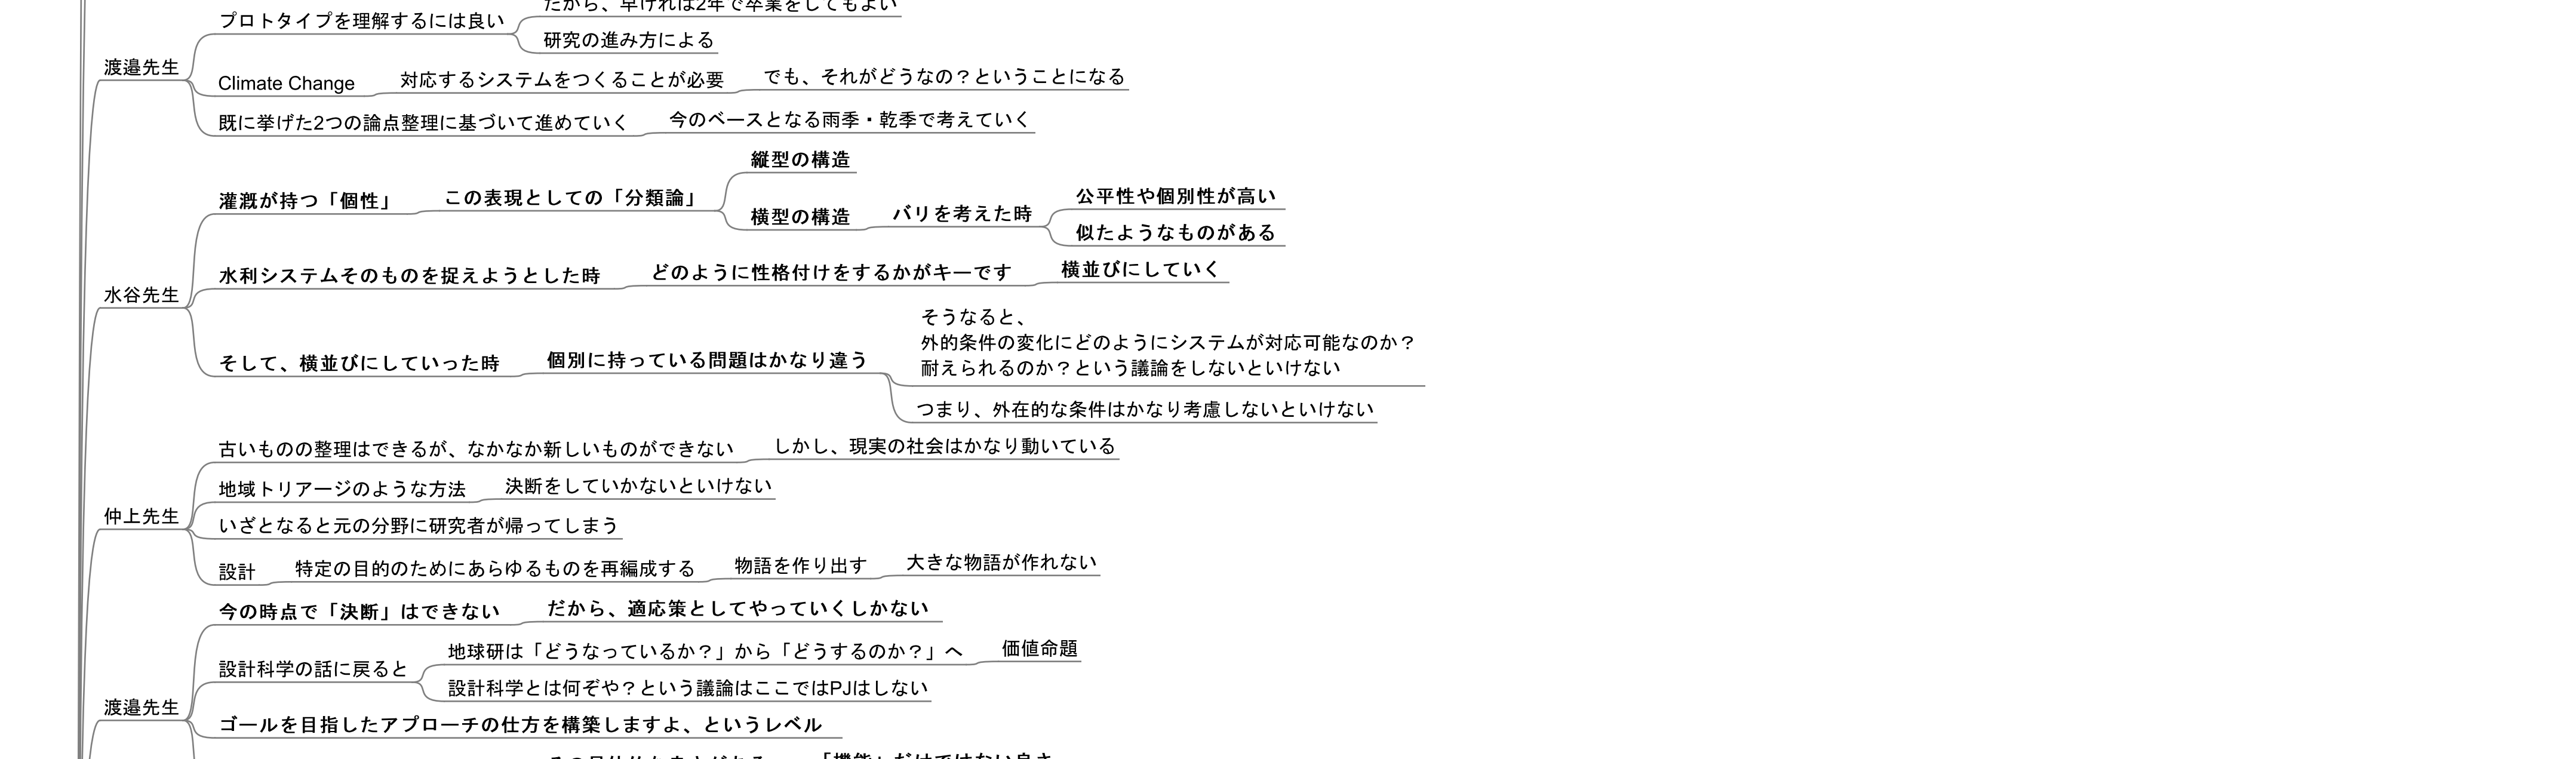 だから、早ければ2年で卒業をしてもよい
プロトタイプを理解するには良い
研究の進み方による
渡邉先生
Climate Change
対応するシステムをつくることが必要
でも、それがどうなの？ということになる
既に挙げた2つの論点整理に基づいて進めていく
今のベースとなる雨季・乾季で考えていく
縦型の構造
灌漑が持つ「個性」
この表現としての「分類論」
横型の構造
バリを考えた時
公平性や個別性が高い
似たようなものがある
水利システムそのものを捉えようとした時
どのように性格付けをするかがキーです
横並びにしていく
水谷先生
そうなると、
外的条件の変化にどのようにシステムが対応可能なのか？
耐えられるのか？という議論をしないといけない
そして、横並びにしていった時
個別に持っている問題はかなり違う
つまり、外在的な条件はかなり考慮しないといけない
古いものの整理はできるが、なかなか新しいものができない
しかし、現実の社会はかなり動いている
地域トリアージのような方法
決断をしていかないといけない
仲上先生
いざとなると元の分野に研究者が帰ってしまう
設計
特定の目的のためにあらゆるものを再編成する
物語を作り出す
大きな物語が作れない
今の時点で「決断」はできない
だから、適応策としてやっていくしかない
地球研は「どうなっているか？」から「どうするのか？」へ
価値命題
設計科学の話に戻ると
設計科学とは何ぞや？という議論はここではPJはしない
渡邉先生
ゴールを目指したアプローチの仕方を構築しますよ、というレベル
「機能」だけではない良さ